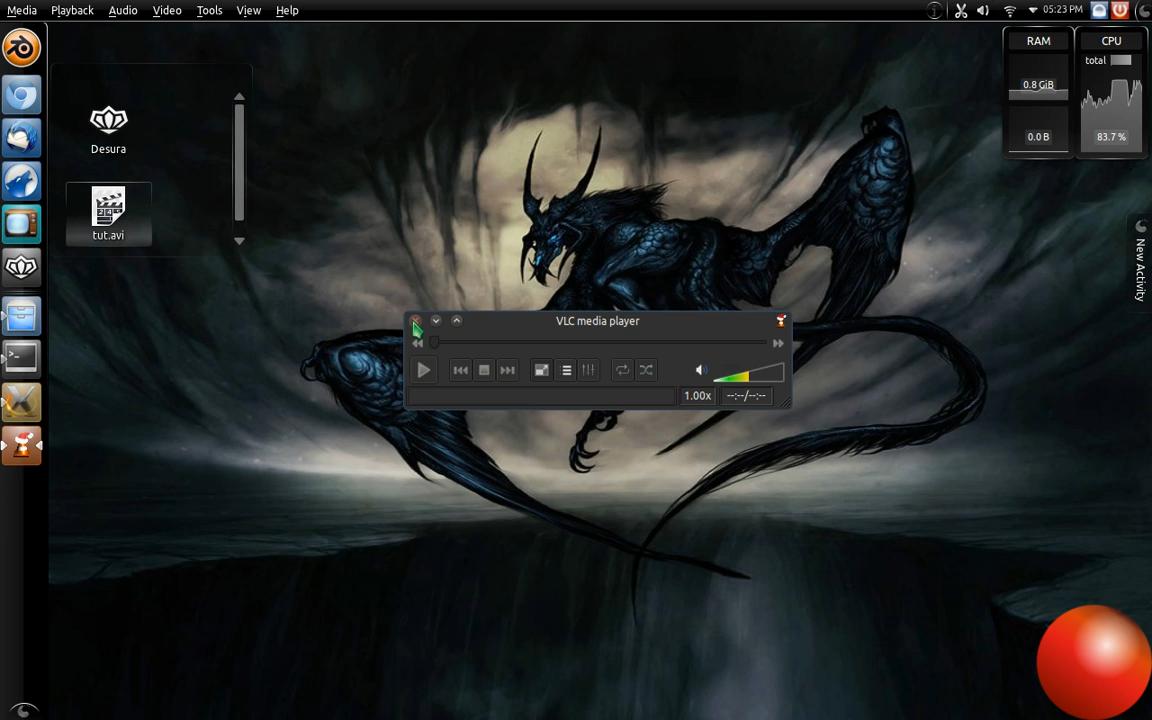 Media Playback Audio Video Tools View Help
05:23 PM
RAM
CPU
total
0.8 GiB
0.0 B
83.7 %
Desura
tut.avi
New Activity
VLC media player
1.00x
--:--/--:--